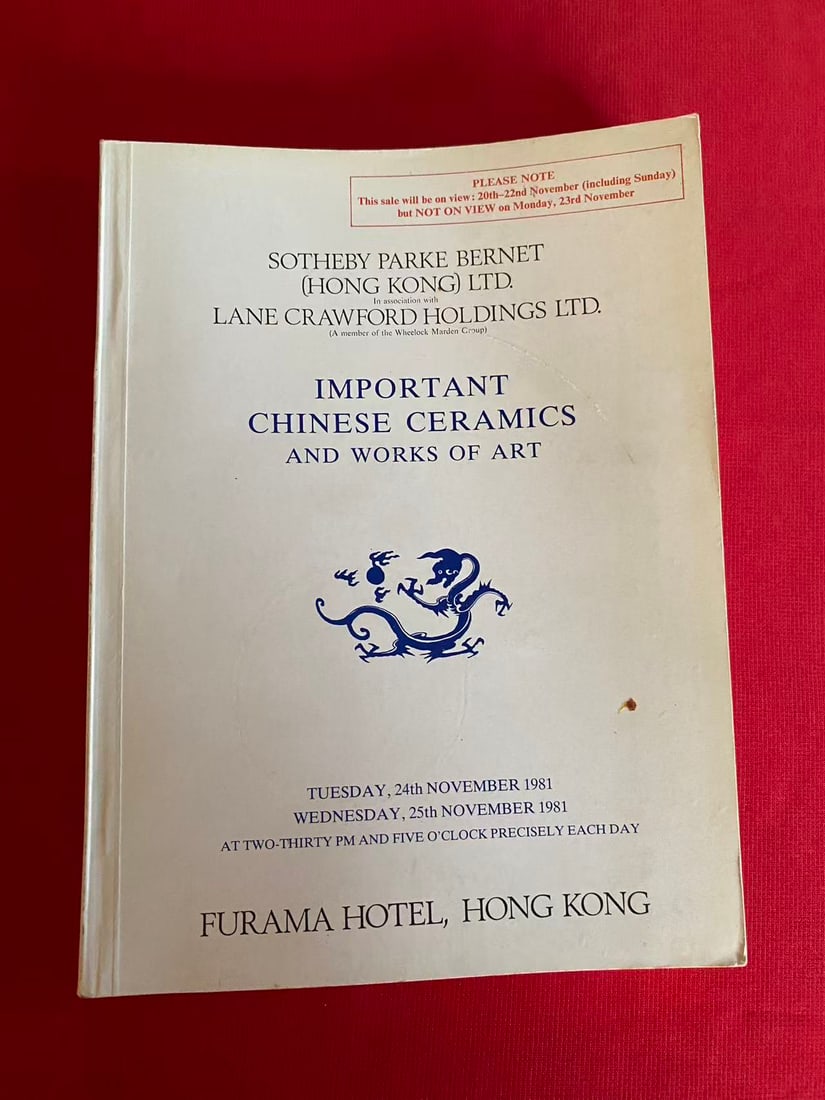 PLEASE NOTE
This sale will be on view: 20th–22nd November (including Sunday)
but NOT ON VIEW on Monday, 23rd November
SOTHEBY PARKE BERNET
(HONG KONG) LTD.
In association with
LANE CRAWFORD HOLDINGS LTD.
(A member of the Wheelock Marden Group)
IMPORTANT
CHINESE CERAMICS
AND WORKS OF ART
TUESDAY, 24th NOVEMBER 1981
WEDNESDAY, 25th NOVEMBER 1981
AT TWO-THIRTY PM AND FIVE O'CLOCK PRECISELY EACH DAY
FURAMA HOTEL, HONG KONG